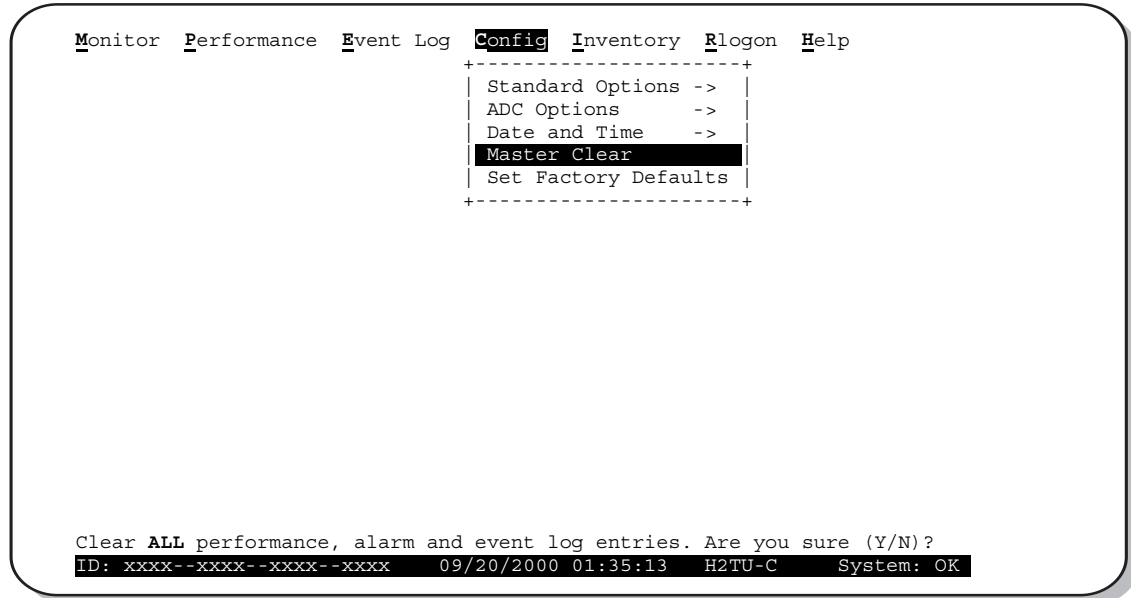 Monitor Performance Event Log Config Inventory Rlogon Help
+----------------------+
| Standard Options -> |
| ADC Options -> |
| Date and Time -> |
| Master Clear |
| Set Factory Defaults |
+----------------------+
Clear ALL performance, alarm and event log entries. Are you sure (Y/N)?
ID: xxxx--xxxx--xxxx--xxxx 09/20/2000 01:35:13 H2TU-C System: OK